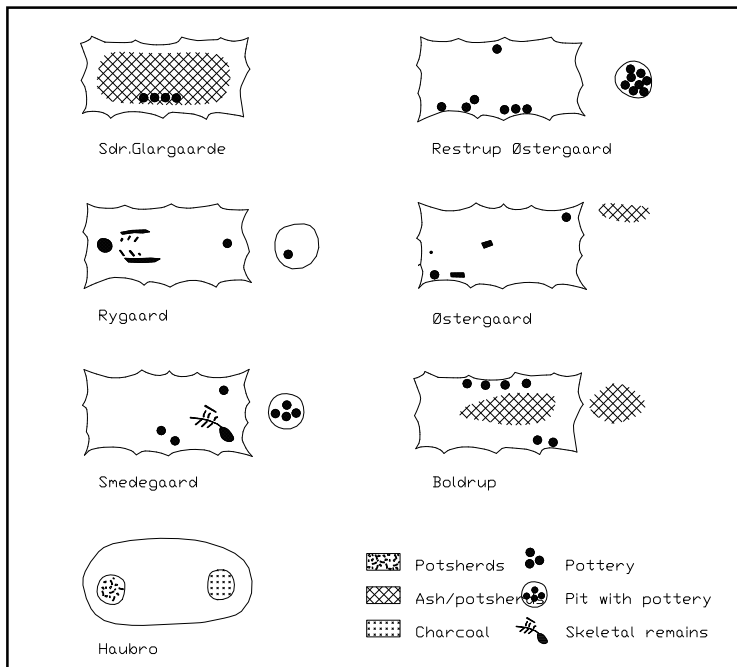 Sdr.Glargaarde
Restrup Østergaard
Rygaard
Østergaard
Smedegaard
Boldrup
Haubro
Potsherds
Pottery
Ash/potsherds
Pit with pottery
Charcoal
Skeletal remains